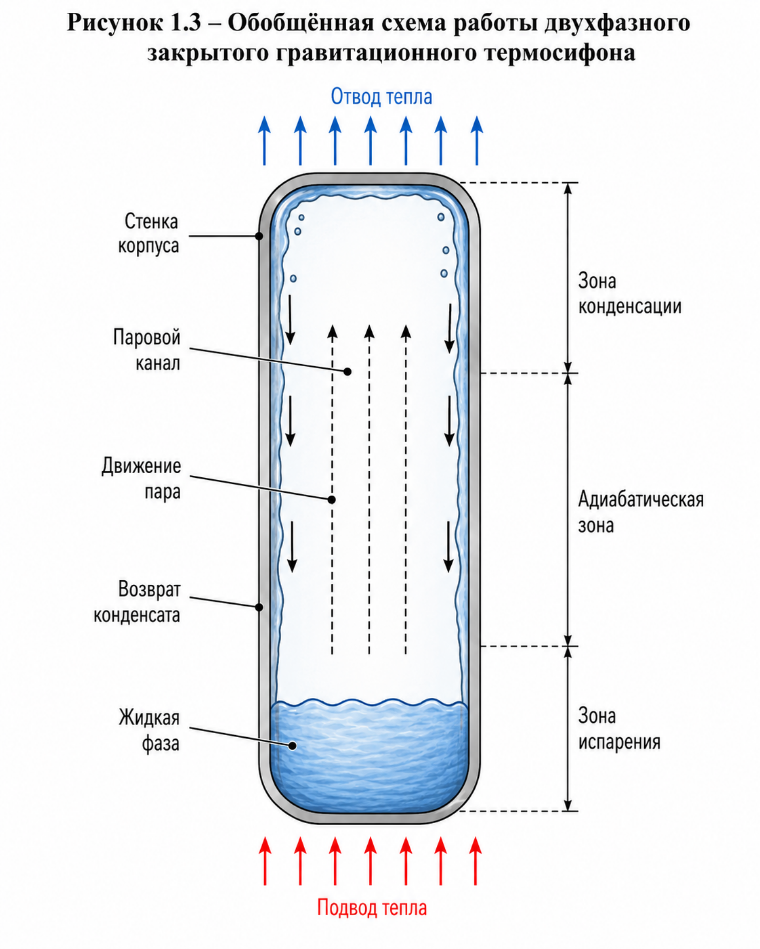 Рисунок 1.3 – Обобщённая схема работы двухфазного
закрытого гравитационного термосифона
Отвод тепла
Стенка
корпуса
Паровой
канал
Движение
пара
Возврат
конденсата
Жидкая
фаза
Зона
конденсации
Адиабатическая
зона
Зона
испарения
Подвод тепла